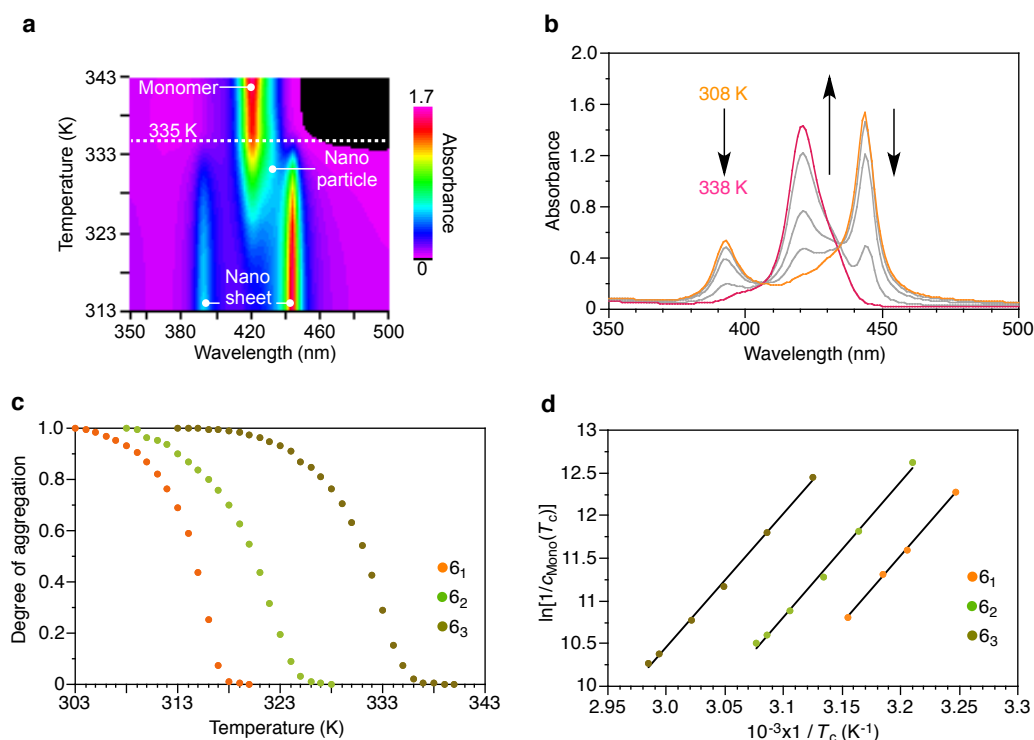 a
343
333
323
313
Temperature (K)
Monomer
335 K
Nano
particle
Nano
sheet
350 380 420 460 500
Wavelength (nm)
1.7
0
Absorbance
b
2.0
1.6
1.2
0.8
0.4
0
Absorbance
308 K
338 K
350 400 450 500
Wavelength (nm)
c
1.0
0.8
0.6
0.4
0.2
0
Degree of aggregation
6₁
6₂
6₃
303 313 323 333 343
Temperature (K)
d
13
12.5
12
11.5
11
10.5
10
ln[1/cMono(Tc)]
6₁
6₂
6₃
2.95 3.0 3.05 3.1 3.15 3.2 3.25 3.3
10⁻³x1 / Tc (K⁻¹)